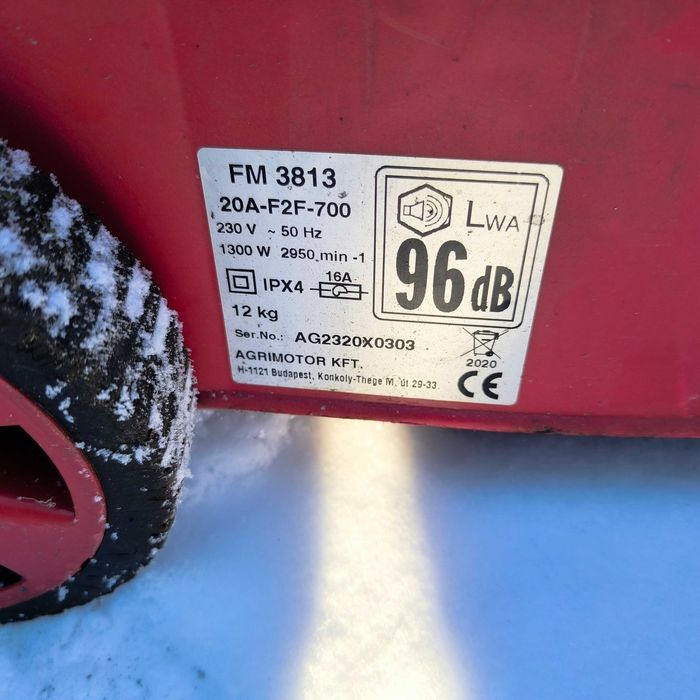 FM 3813
20A-F2F-700
230 V ~ 50 Hz
1300 W 2950 min -1
IPX4 16A
12 kg
LWA
96 dB
Ser.No.: AG2320X0303
2020
AGRIMOTOR KFT.
H-1121 Budapest, Konkoly-Thege M. út 29-33.
CE